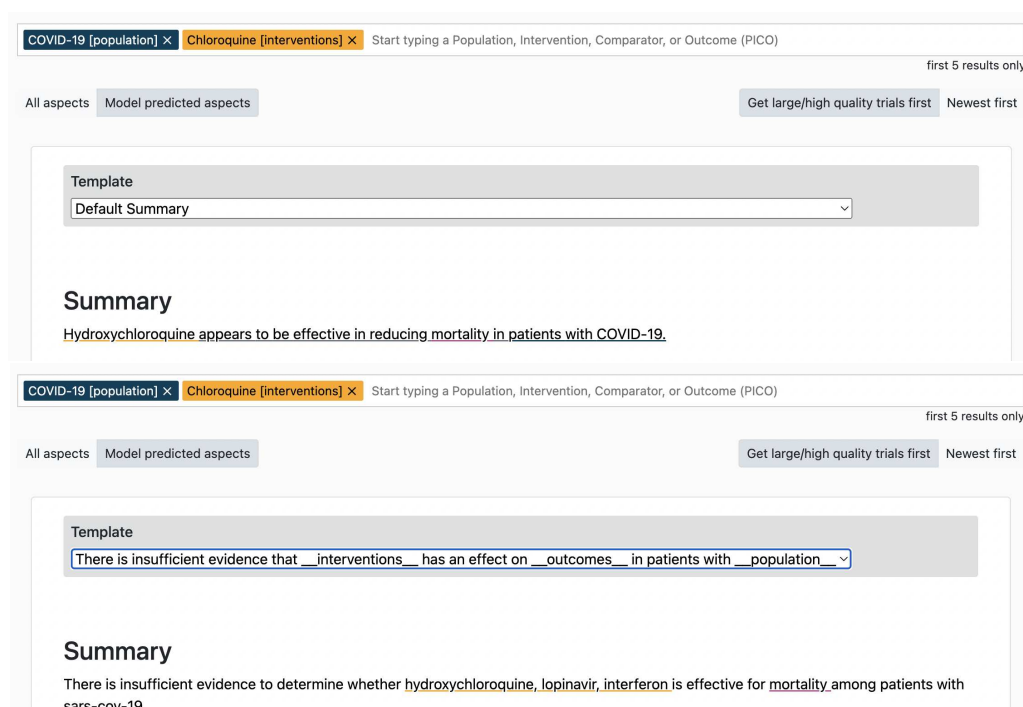 COVID-19 [population] × Chloroquine [interventions] × Start typing a Population, Intervention, Comparator, or Outcome (PICO)
first 5 results only
All aspects Model predicted aspects Get large/high quality trials first Newest first
Template
Default Summary
Summary
Hydroxychloroquine appears to be effective in reducing mortality in patients with COVID-19.
COVID-19 [population] × Chloroquine [interventions] × Start typing a Population, Intervention, Comparator, or Outcome (PICO)
first 5 results only
All aspects Model predicted aspects Get large/high quality trials first Newest first
Template
There is insufficient evidence that __interventions__ has an effect on __outcomes__ in patients with __population__
Summary
There is insufficient evidence to determine whether hydroxychloroquine, lopinavir, interferon is effective for mortality among patients with
sars-cov-19